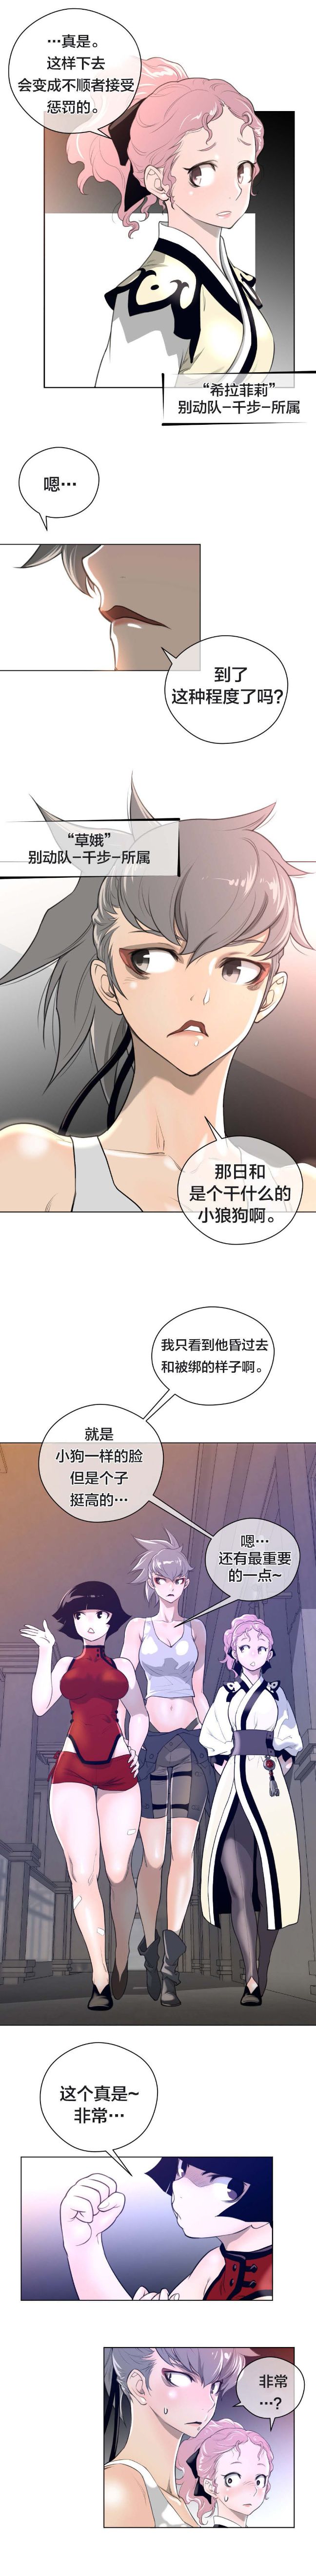 …真是。
这样下去
会变成不顺者接受
惩罚的。
“希拉菲莉”
别动队–千步–所属
嗯…
到了
这种程度了吗?
“草娥”
别动队–千步–所属
那日和
是个干什么的
小狼狗啊。
我只看到他昏过去
和被绑的样子啊。
就是
小狗一样的脸
但是个子
挺高的…
嗯…
还有最重要
的一点~
这个真是~
非常…
非常
…?